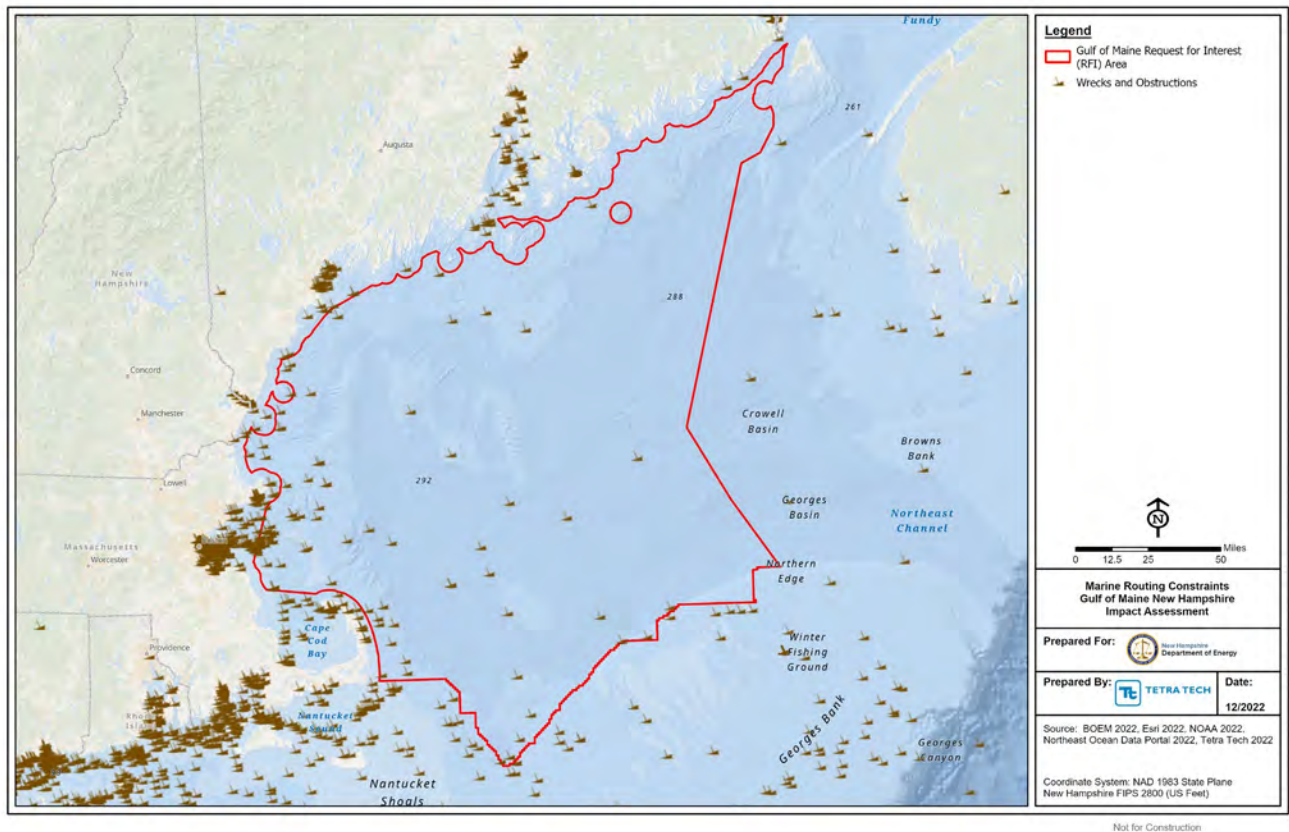 Fundy
261
Augusta
New
Hampshire
288
Concord
Manchester
Crowell
Basin
Browns
Bank
292
Lowell
Georges
Basin
Northeast
Channel
Massachusetts
Worcester
Northern
Edge
Cape
Cod
Bay
Winter
Fishing
Ground
Providence
Nantucket
Sound
Georges Bank
Georges
Canyon
Nantucket
Shoals
Legend
Gulf of Maine Request for Interest
(RFI) Area
Wrecks and Obstructions
N
0 12.5 25 50 Miles
Marine Routing Constraints
Gulf of Maine New Hampshire
Impact Assessment
Prepared For:
New Hampshire
Department of Energy
Prepared By:
Tt TETRA TECH
Date:
12/2022
Source: BOEM 2022, Esri 2022, NOAA 2022,
Northeast Ocean Data Portal 2022, Tetra Tech 2022
Coordinate System: NAD 1983 State Plane
New Hampshire FIPS 2800 (US Feet)
Not for Construction